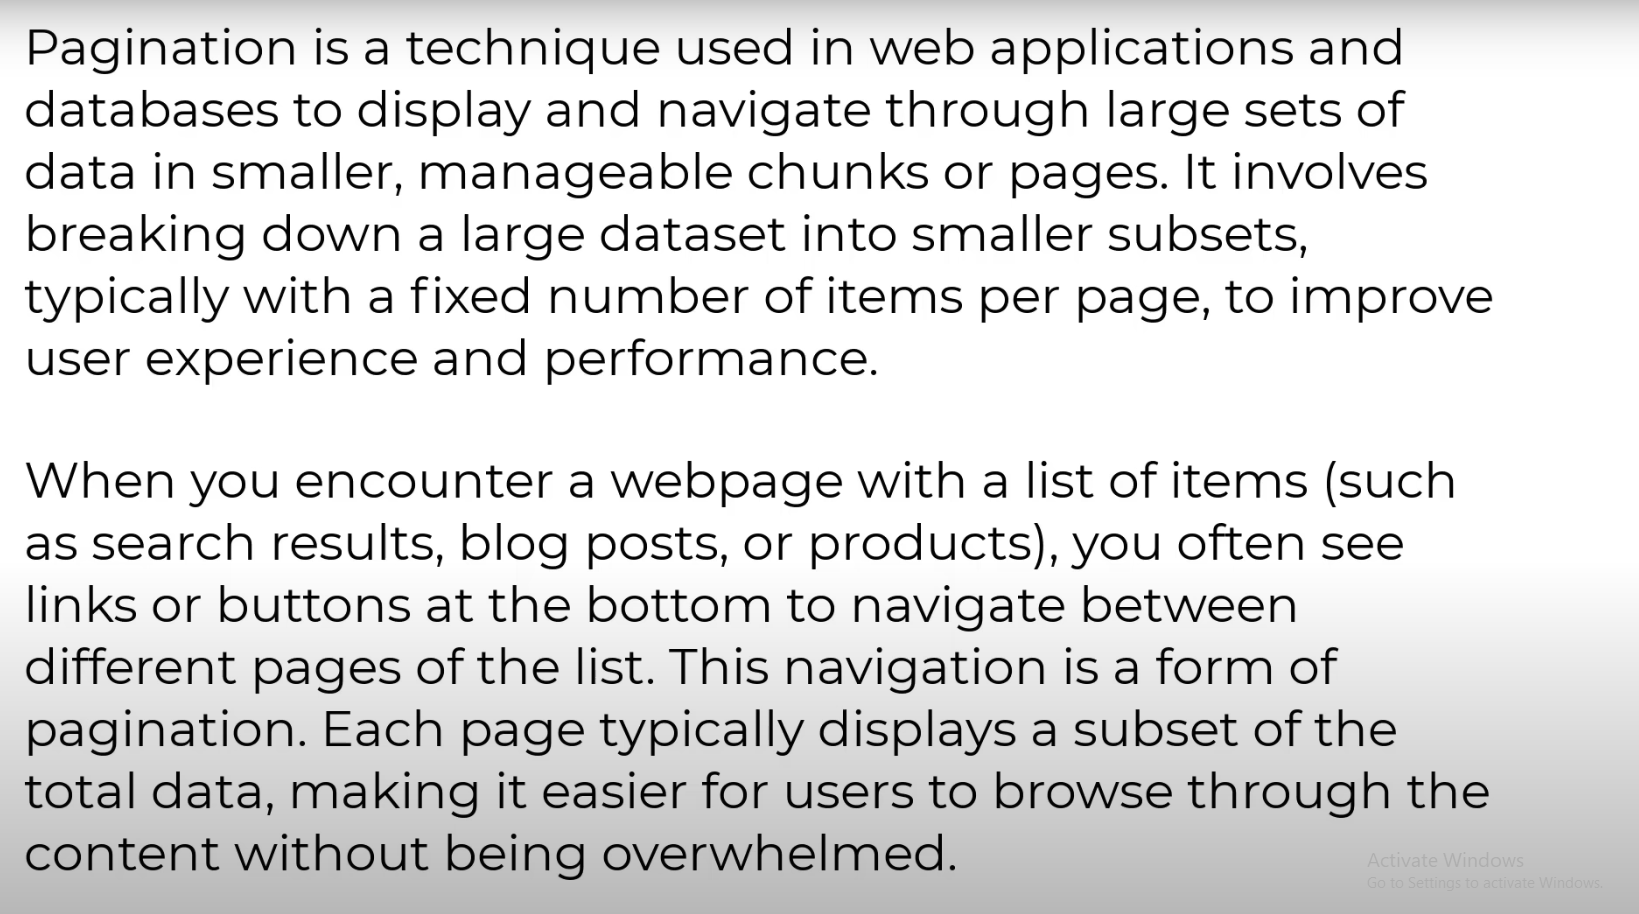 Pagination is a technique used in web applications and
databases to display and navigate through large sets of
data in smaller, manageable chunks or pages. It involves
breaking down a large dataset into smaller subsets,
typically with a fixed number of items per page, to improve
user experience and performance.
When you encounter a webpage with a list of items (such
as search results, blog posts, or products), you often see
links or buttons at the bottom to navigate between
different pages of the list. This navigation is a form of
pagination. Each page typically displays a subset of the
total data, making it easier for users to browse through the
content without being overwhelmed.
Activate Windows
Go to Settings to activate Windows.